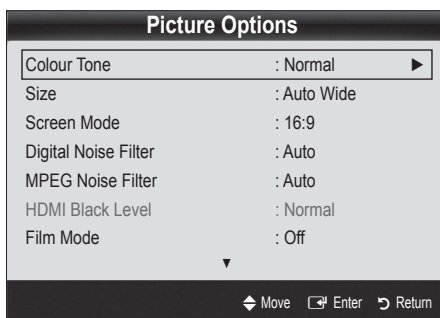 Picture Options
Colour Tone : Normal ►
Size : Auto Wide
Screen Mode : 16:9
Digital Noise Filter : Auto
MPEG Noise Filter : Auto
HDMI Black Level : Normal
Film Mode : Off
▼
Move Enter Return